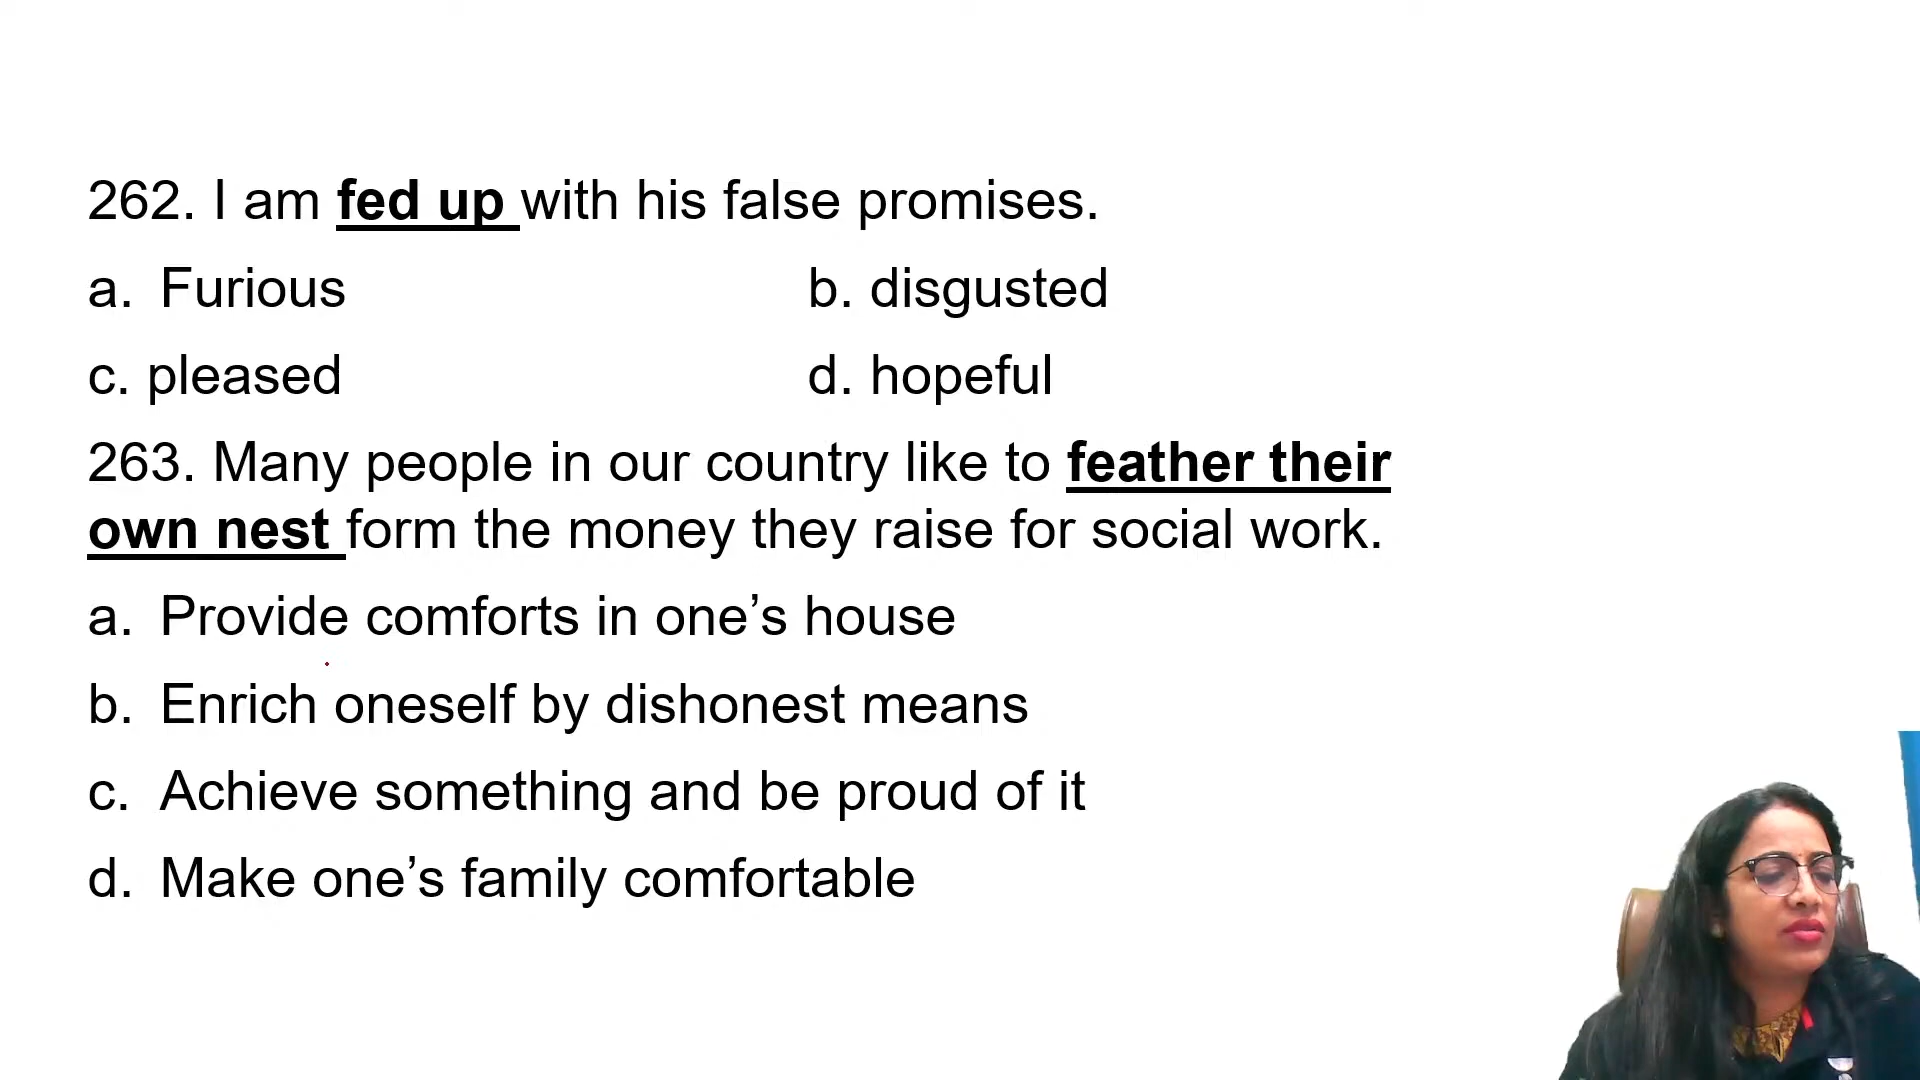 262. I am fed up with his false promises.
a. Furious b. disgusted
c. pleased d. hopeful
263. Many people in our country like to feather their
own nest form the money they raise for social work.
a. Provide comforts in one’s house
b. Enrich oneself by dishonest means
c. Achieve something and be proud of it
d. Make one’s family comfortable